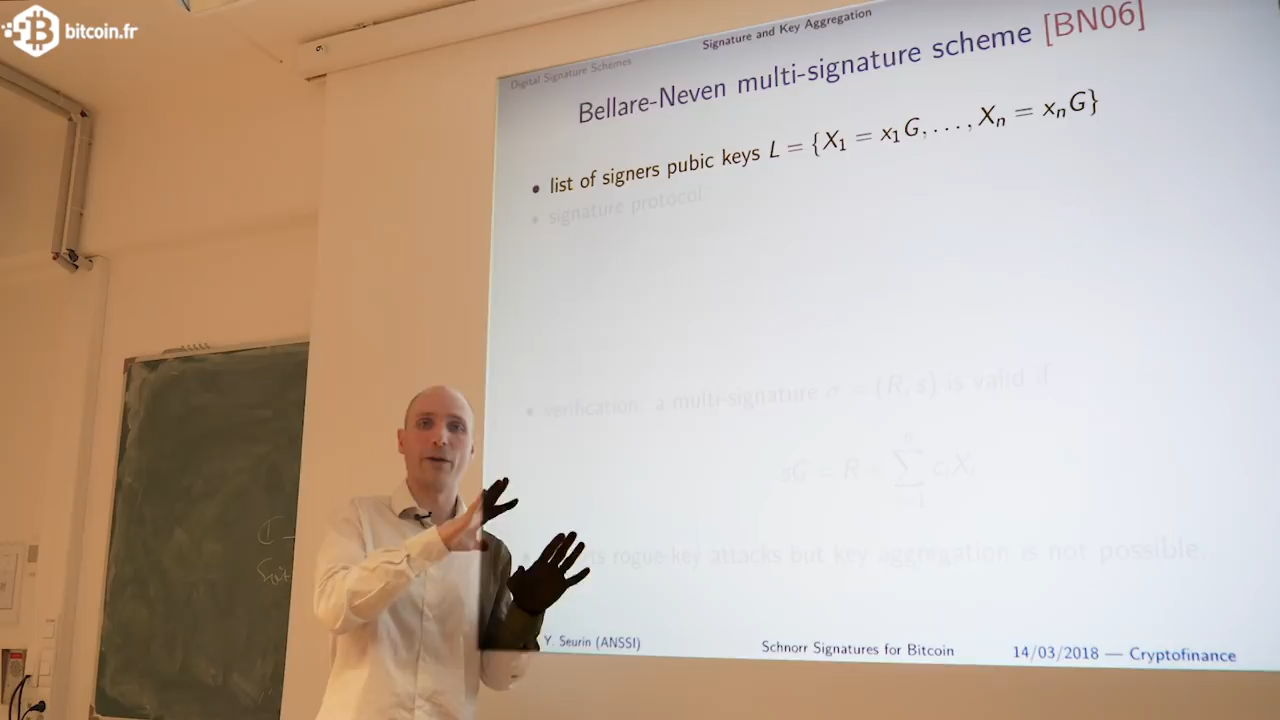 bitcoin.fr
Digital Signature Schemes
Signature and Key Aggregation
Bellare-Neven multi-signature scheme [BN06]
• list of signers pubic keys L = {X₁ = x₁G, . . . , Xₙ = xₙG}
• signature protocol
• verification: a multi-signature σ = (R, s) is valid if
sG = R + ∑ cᵢXᵢ
rogue-key attacks but key aggregation is not possible
Y. Seurin (ANSSI)
Schnorr Signatures for Bitcoin
14/03/2018 — Cryptofinance